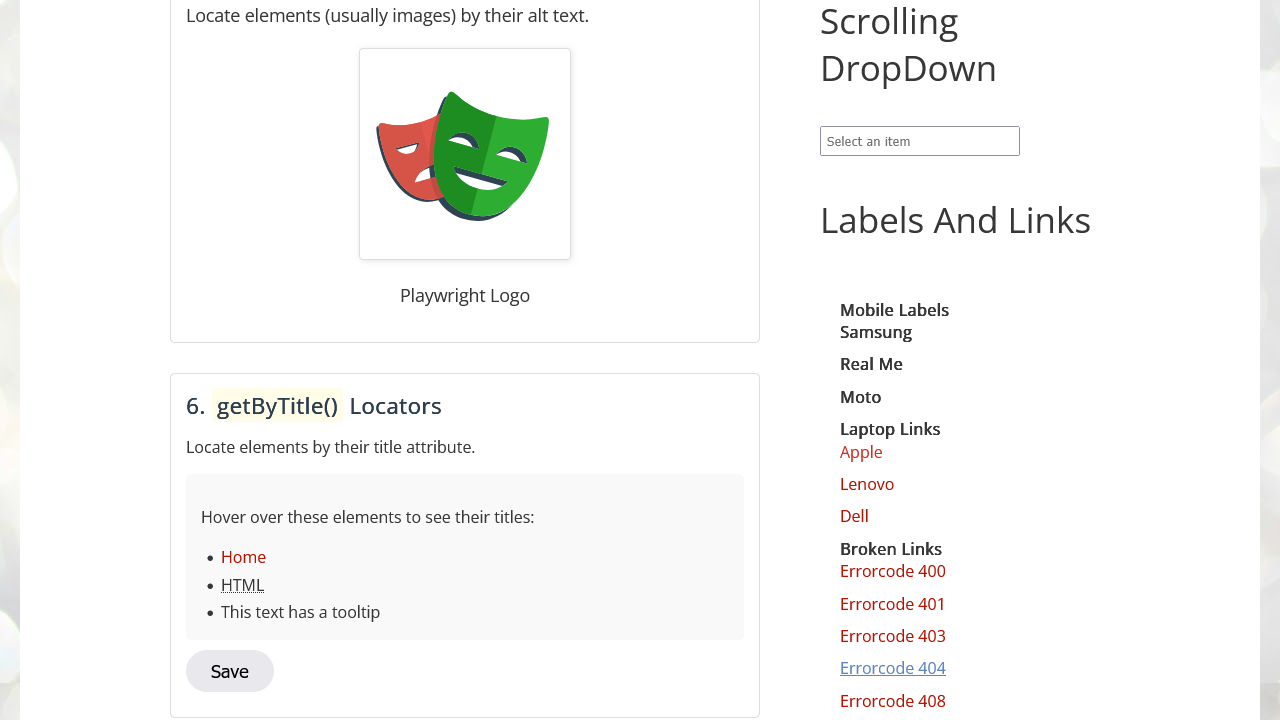 Locate elements (usually images) by their alt text.
Playwright Logo
6. getByTitle() Locators
Locate elements by their title attribute.
Hover over these elements to see their titles:
Home
HTML
This text has a tooltip
Save
Scrolling
DropDown
Select an item
Labels And Links
Mobile Labels
Samsung
Real Me
Moto
Laptop Links
Apple
Lenovo
Dell
Broken Links
Errorcode 400
Errorcode 401
Errorcode 403
Errorcode 404
Errorcode 408